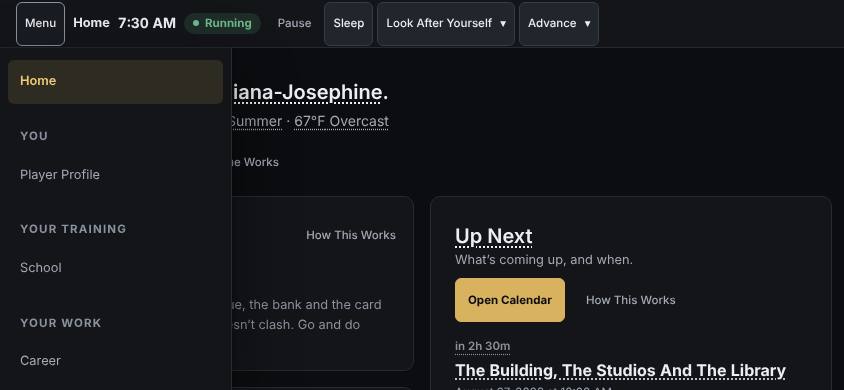 Menu Home 7:30 AM Running Pause Sleep Look After Yourself Advance
Home
YOU
Player Profile
YOUR TRAINING
School
YOUR WORK
Career
iana-Josephine.
Summer · 67°F Overcast
Works
How This Works
the bank and the card
clash. Go and do
Up Next
What's coming up, and when.
Open Calendar How This Works
in 2h 30m
The Building, The Studios And The Library